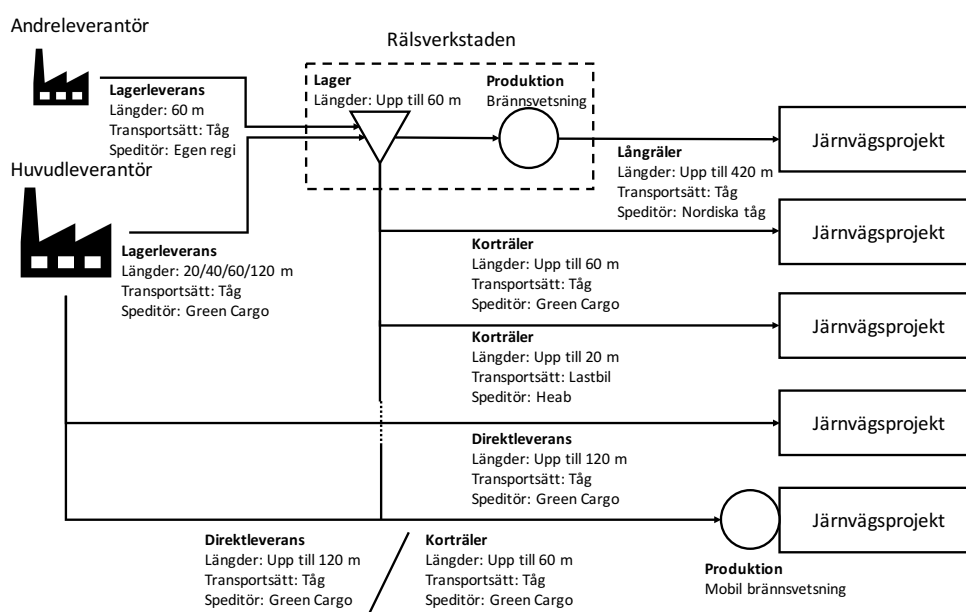 Andreleverantör
Lagerleverans
Längder: 60 m
Transportsätt: Tåg
Speditör: Egen regi
Huvudleverantör
Lagerleverans
Längder: 20/40/60/120 m
Transportsätt: Tåg
Speditör: Green Cargo
Rälsverkstaden
Lager
Längder: Upp till 60 m
Produktion
Brännsvetsning
Långräler
Längder: Upp till 420 m
Transportsätt: Tåg
Speditör: Nordiska tåg
Järnvägsprojekt
Korträler
Längder: Upp till 60 m
Transportsätt: Tåg
Speditör: Green Cargo
Järnvägsprojekt
Korträler
Längder: Upp till 20 m
Transportsätt: Lastbil
Speditör: Heab
Järnvägsprojekt
Direktleverans
Längder: Upp till 120 m
Transportsätt: Tåg
Speditör: Green Cargo
Järnvägsprojekt
Direktleverans
Längder: Upp till 120 m
Transportsätt: Tåg
Speditör: Green Cargo
Korträler
Längder: Upp till 60 m
Transportsätt: Tåg
Speditör: Green Cargo
Produktion
Mobil brännsvetsning
Järnvägsprojekt